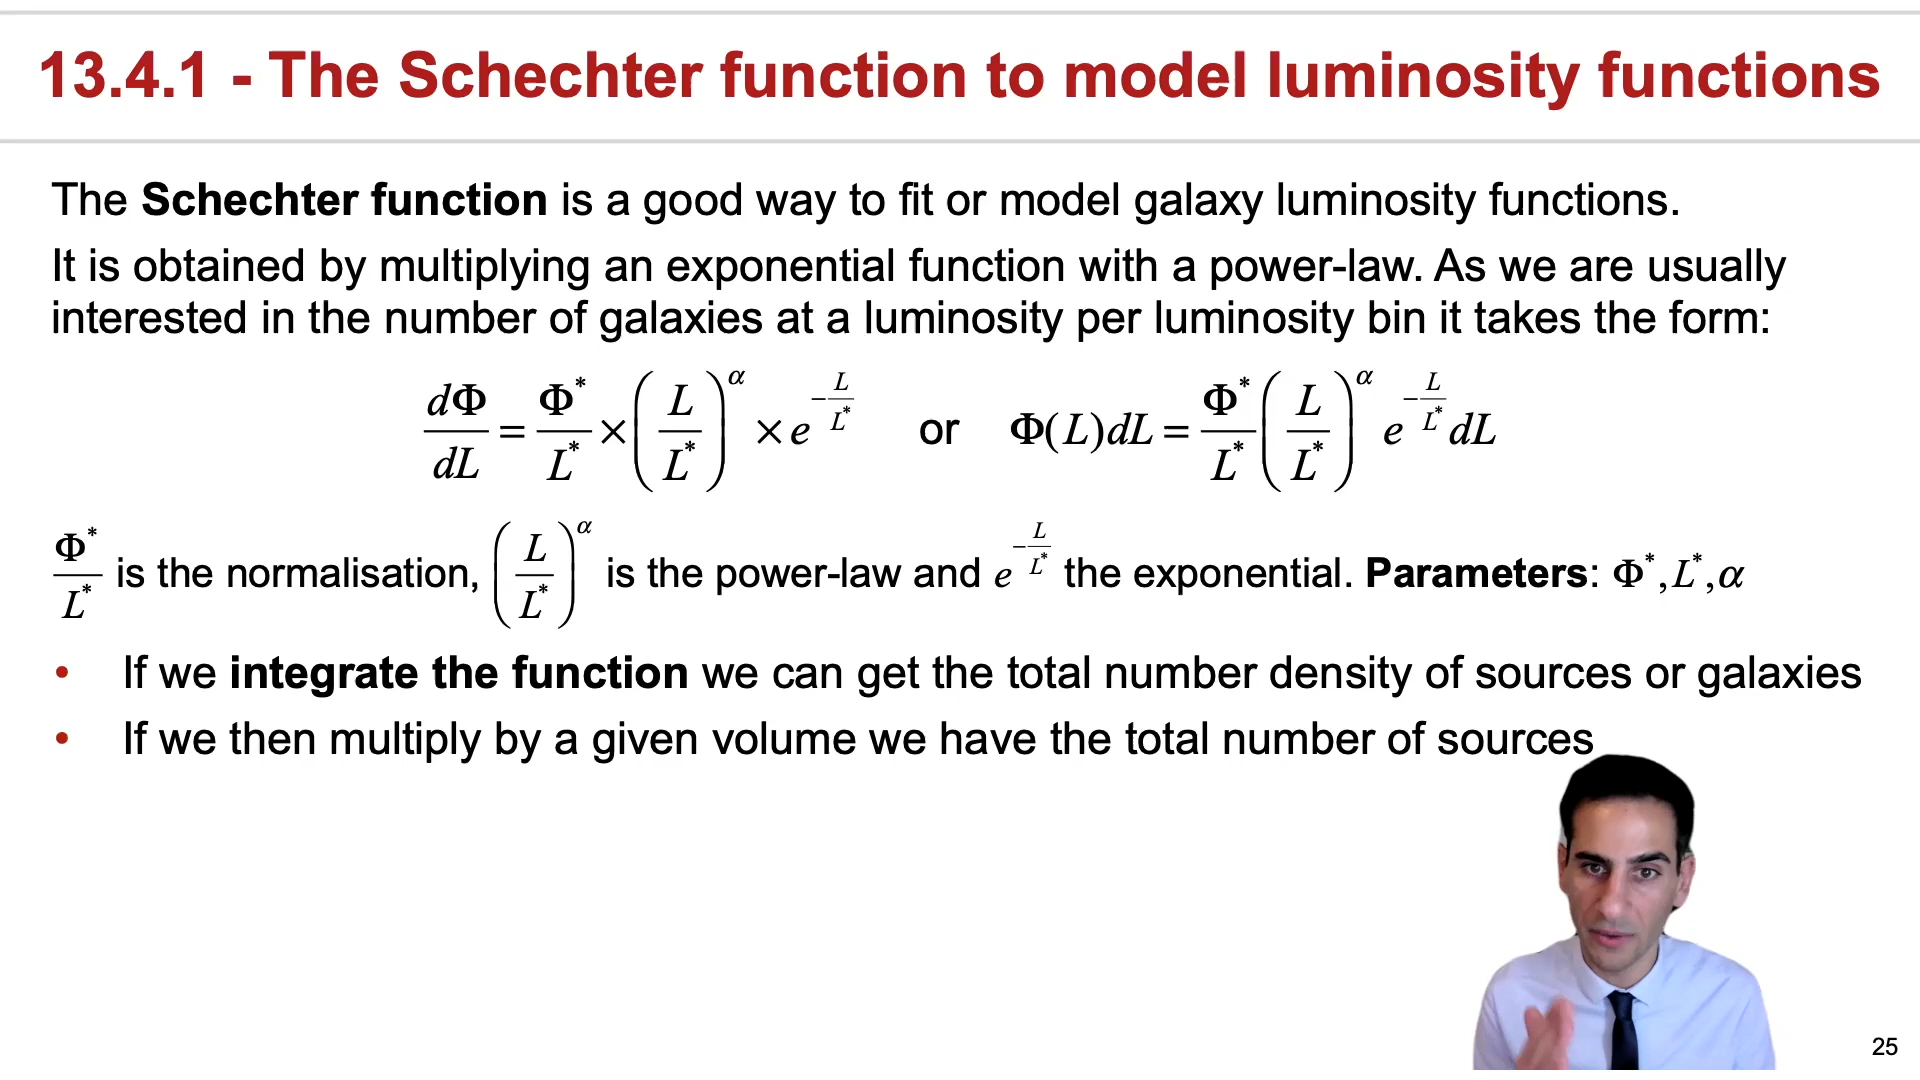 13.4.1 - The Schechter function to model luminosity functions
The Schechter function is a good way to fit or model galaxy luminosity functions.
It is obtained by multiplying an exponential function with a power-law. As we are usually
interested in the number of galaxies at a luminosity per luminosity bin it takes the form:
dΦ/dL = Φ*/L* × (L/L*)^α × e^(-L/L*) or Φ(L)dL = Φ*/L* (L/L*)^α e^(-L/L*) dL
Φ*/L* is the normalisation, (L/L*)^α is the power-law and e^(-L/L*) the exponential. Parameters: Φ*,L*,α
• If we integrate the function we can get the total number density of sources or galaxies
• If we then multiply by a given volume we have the total number of sources
25